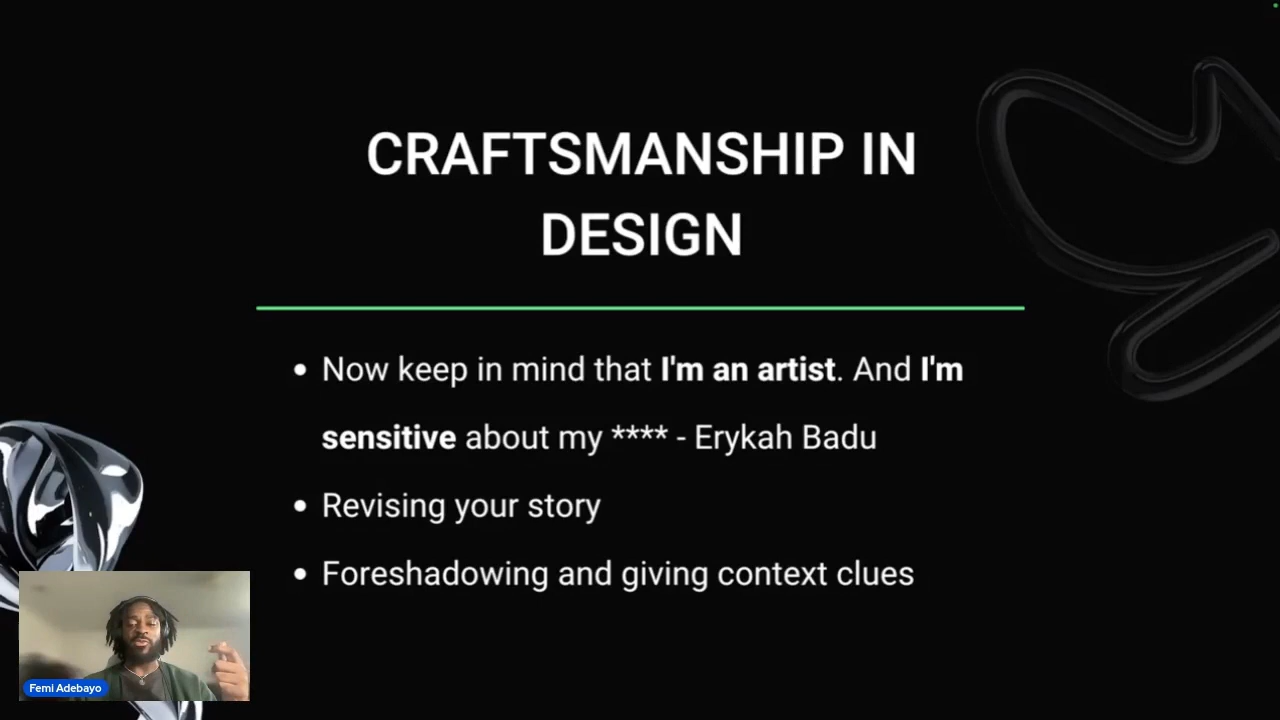 CRAFTSMANSHIP IN
DESIGN
• Now keep in mind that I'm an artist. And I'm
sensitive about my **** - Erykah Badu
• Revising your story
• Foreshadowing and giving context clues
Femi Adebayo